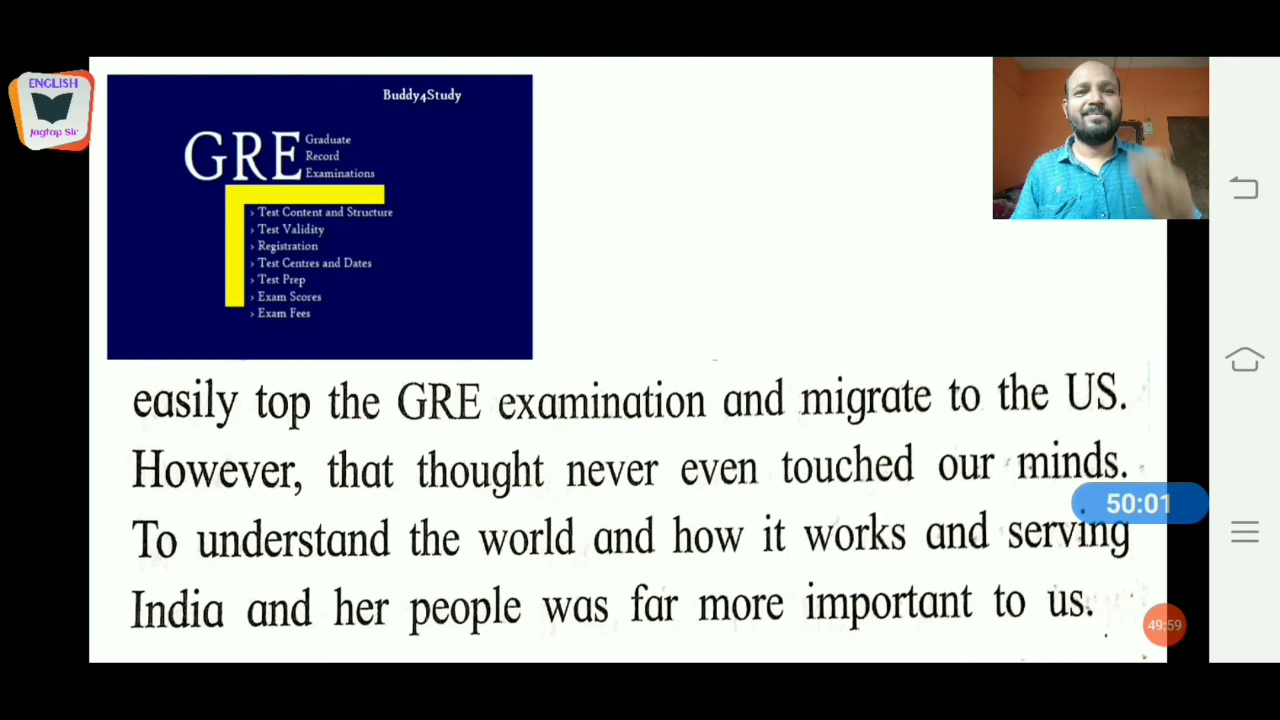 ENGLISH
Jagtap Sir
Buddy4Study
GRE
Graduate
Record
Examinations
› Test Content and Structure
› Test Validity
› Registration
› Test Centres and Dates
› Test Prep
› Exam Scores
› Exam Fees
easily top the GRE examination and migrate to the US.
However, that thought never even touched our minds.
50:01
To understand the world and how it works and serving
India and her people was far more important to us.
49:59